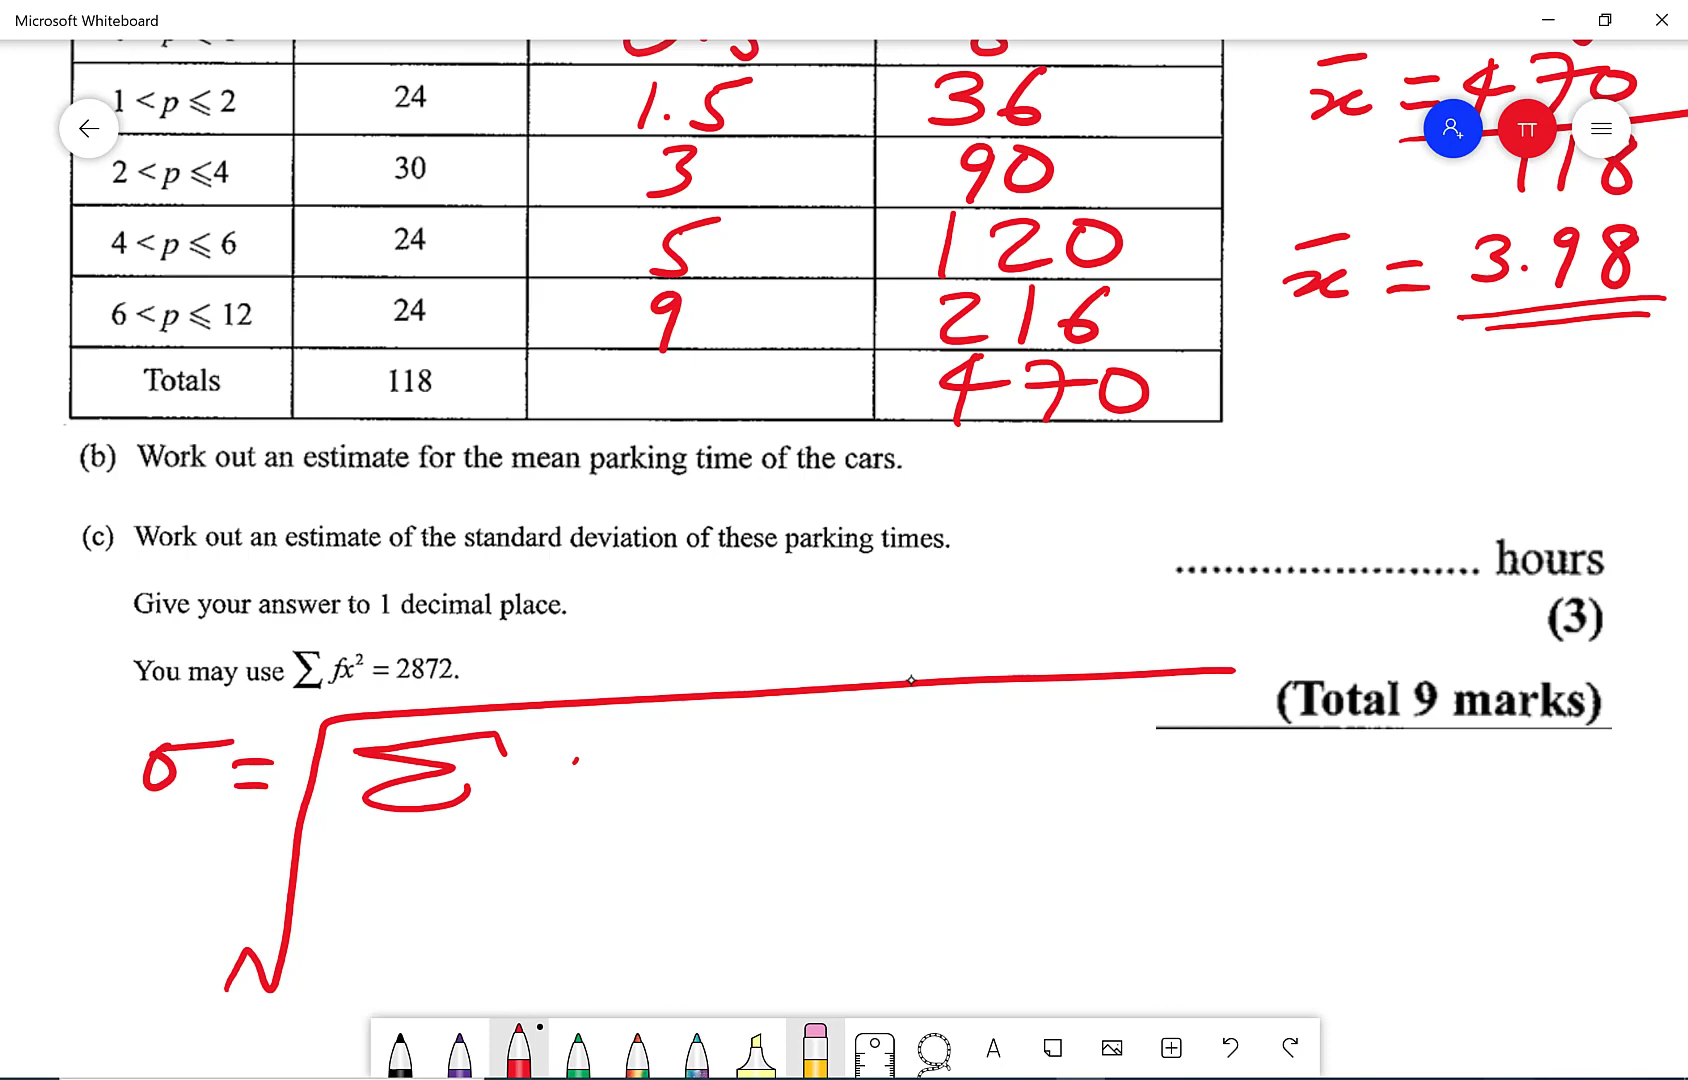 Microsoft Whiteboard
1 < p ⩽ 2 24 1.5 36
2 < p ⩽ 4 30 3 90
4 < p ⩽ 6 24 5 120
6 < p ⩽ 12 24 9 216
Totals 118 470
x̄ = 470
118
x̄ = 3.98
TT
(b) Work out an estimate for the mean parking time of the cars.
(c) Work out an estimate of the standard deviation of these parking times.
.......................... hours
Give your answer to 1 decimal place.
(3)
You may use ∑ fx² = 2872.
(Total 9 marks)
σ = √ Σ
A